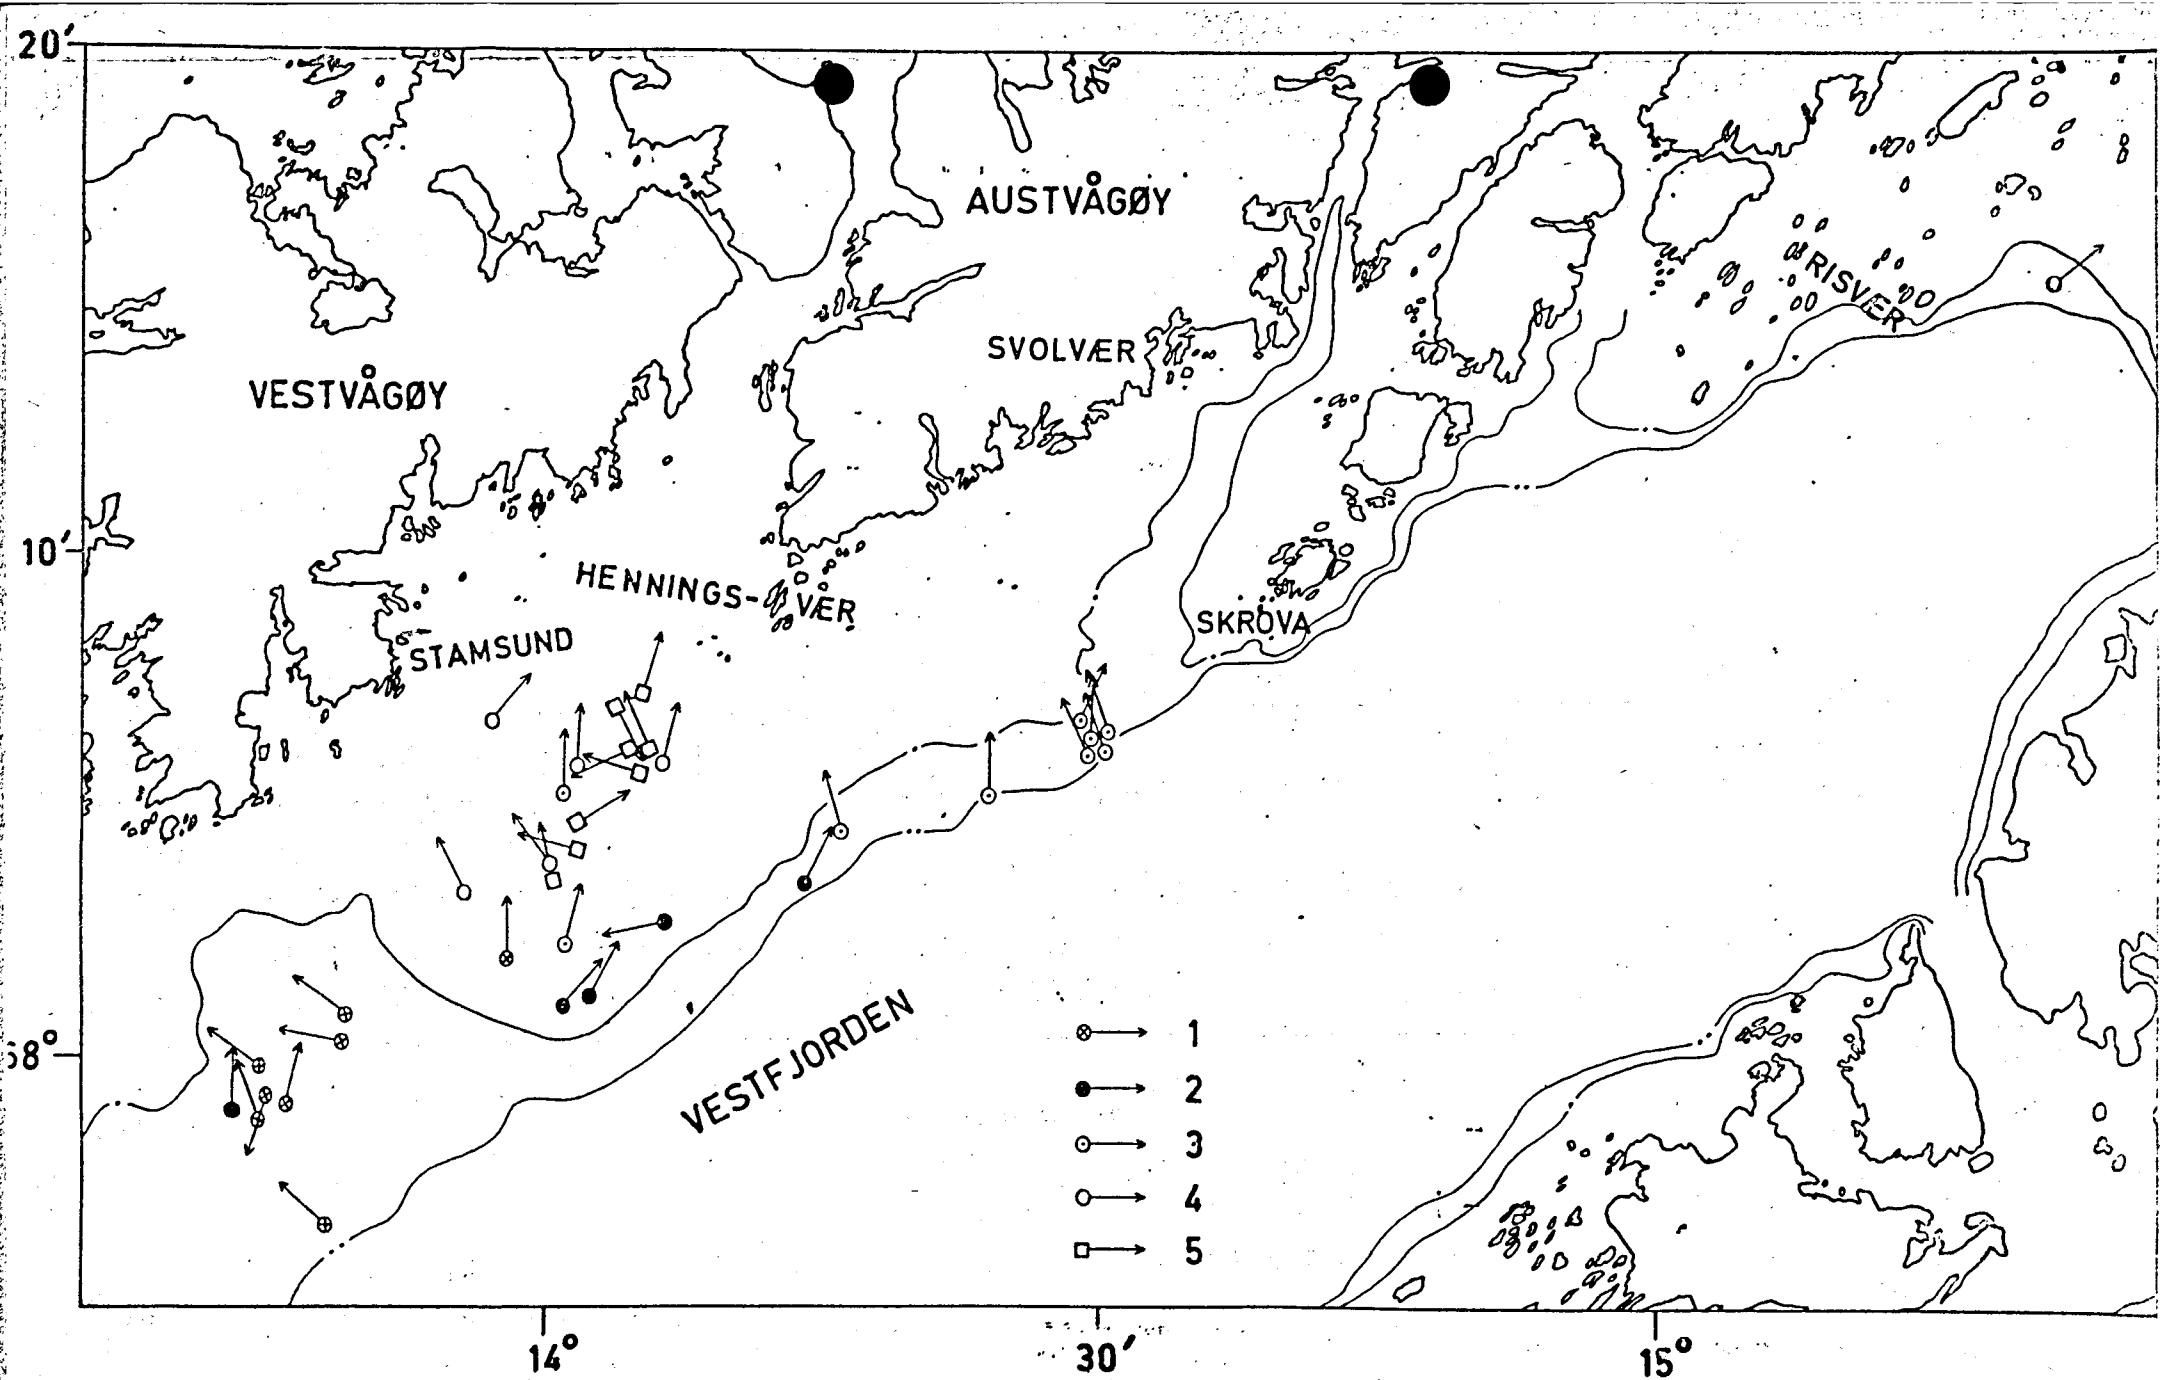 20′
AUSTVÅGØY
RISVÆR
SVOLVÆR
VESTVÅGØY
10′
HENNINGS-VÆR
SKROVA
STAMSUND
VESTFJORDEN
68°
1
2
3
4
5
14°
30′
15°